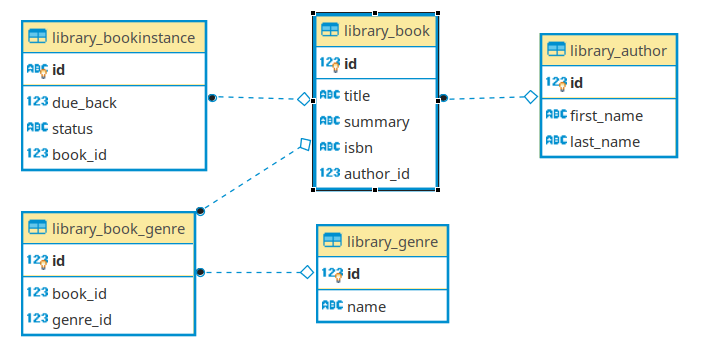 library_bookinstance
ABC id
123 due_back
ABC status
123 book_id
library_book
123 id
ABC title
ABC summary
ABC isbn
123 author_id
library_author
123 id
ABC first_name
ABC last_name
library_book_genre
123 id
123 book_id
123 genre_id
library_genre
123 id
ABC name